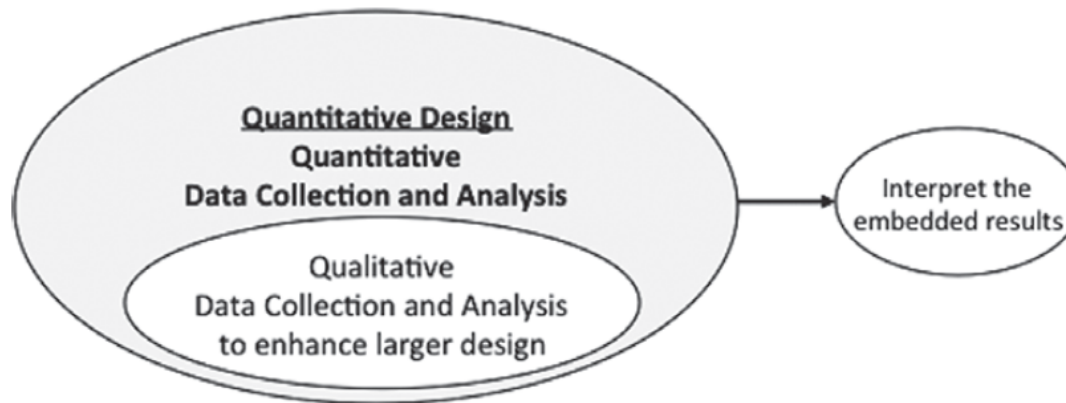 Quantitative Design
Quantitative
Data Collection and Analysis
Qualitative
Data Collection and Analysis
to enhance larger design
Interpret the
embedded results